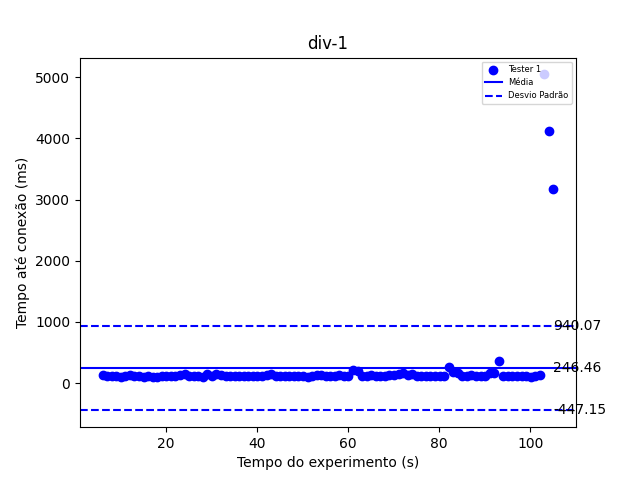 div-1
Tester 1
Média
Desvio Padrão
5000
4000
3000
2000
1000
0
940.07
246.46
-447.15
20
40
60
80
100
Tempo até conexão (ms)
Tempo do experimento (s)